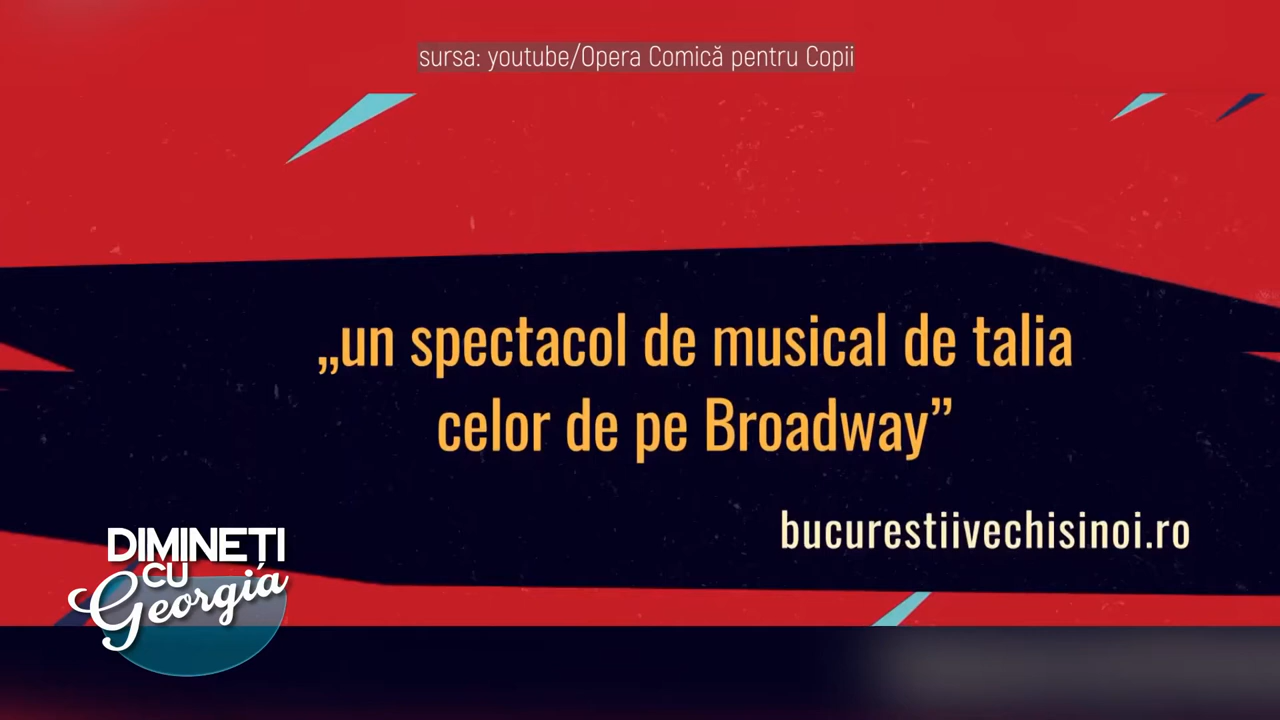 sursa: youtube/Opera Comică pentru Copii
„un spectacol de musical de talia
celor de pe Broadway”
bucurestiivechisinoi.ro
DIMINEȚI
CU
Georgia